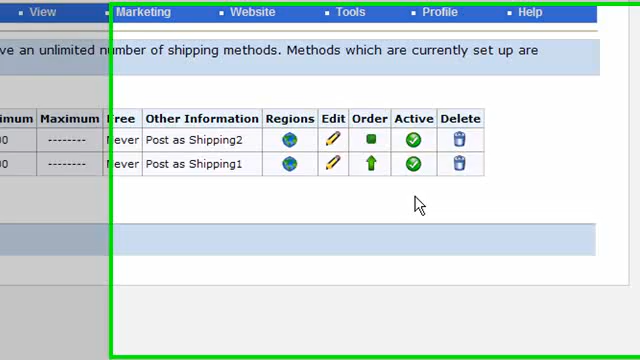 View Marketing Website Tools Profile Help
ve an unlimited number of shipping methods. Methods which are currently set up are
imum Maximum Free Other Information Regions Edit Order Active Delete
00 -------- Never Post as Shipping2
00 -------- Never Post as Shipping1